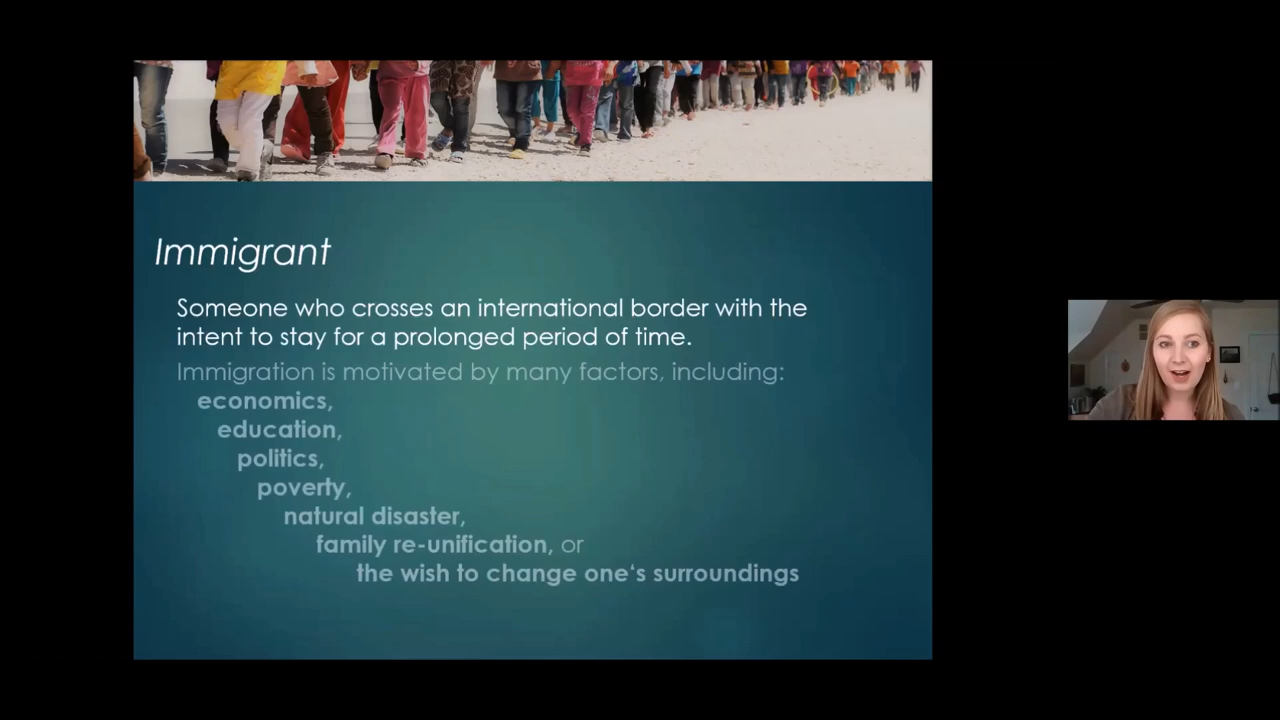 Immigrant
Someone who crosses an international border with the
intent to stay for a prolonged period of time.
Immigration is motivated by many factors, including:
economics,
education,
politics,
poverty,
natural disaster,
family re-unification, or
the wish to change one‘s surroundings